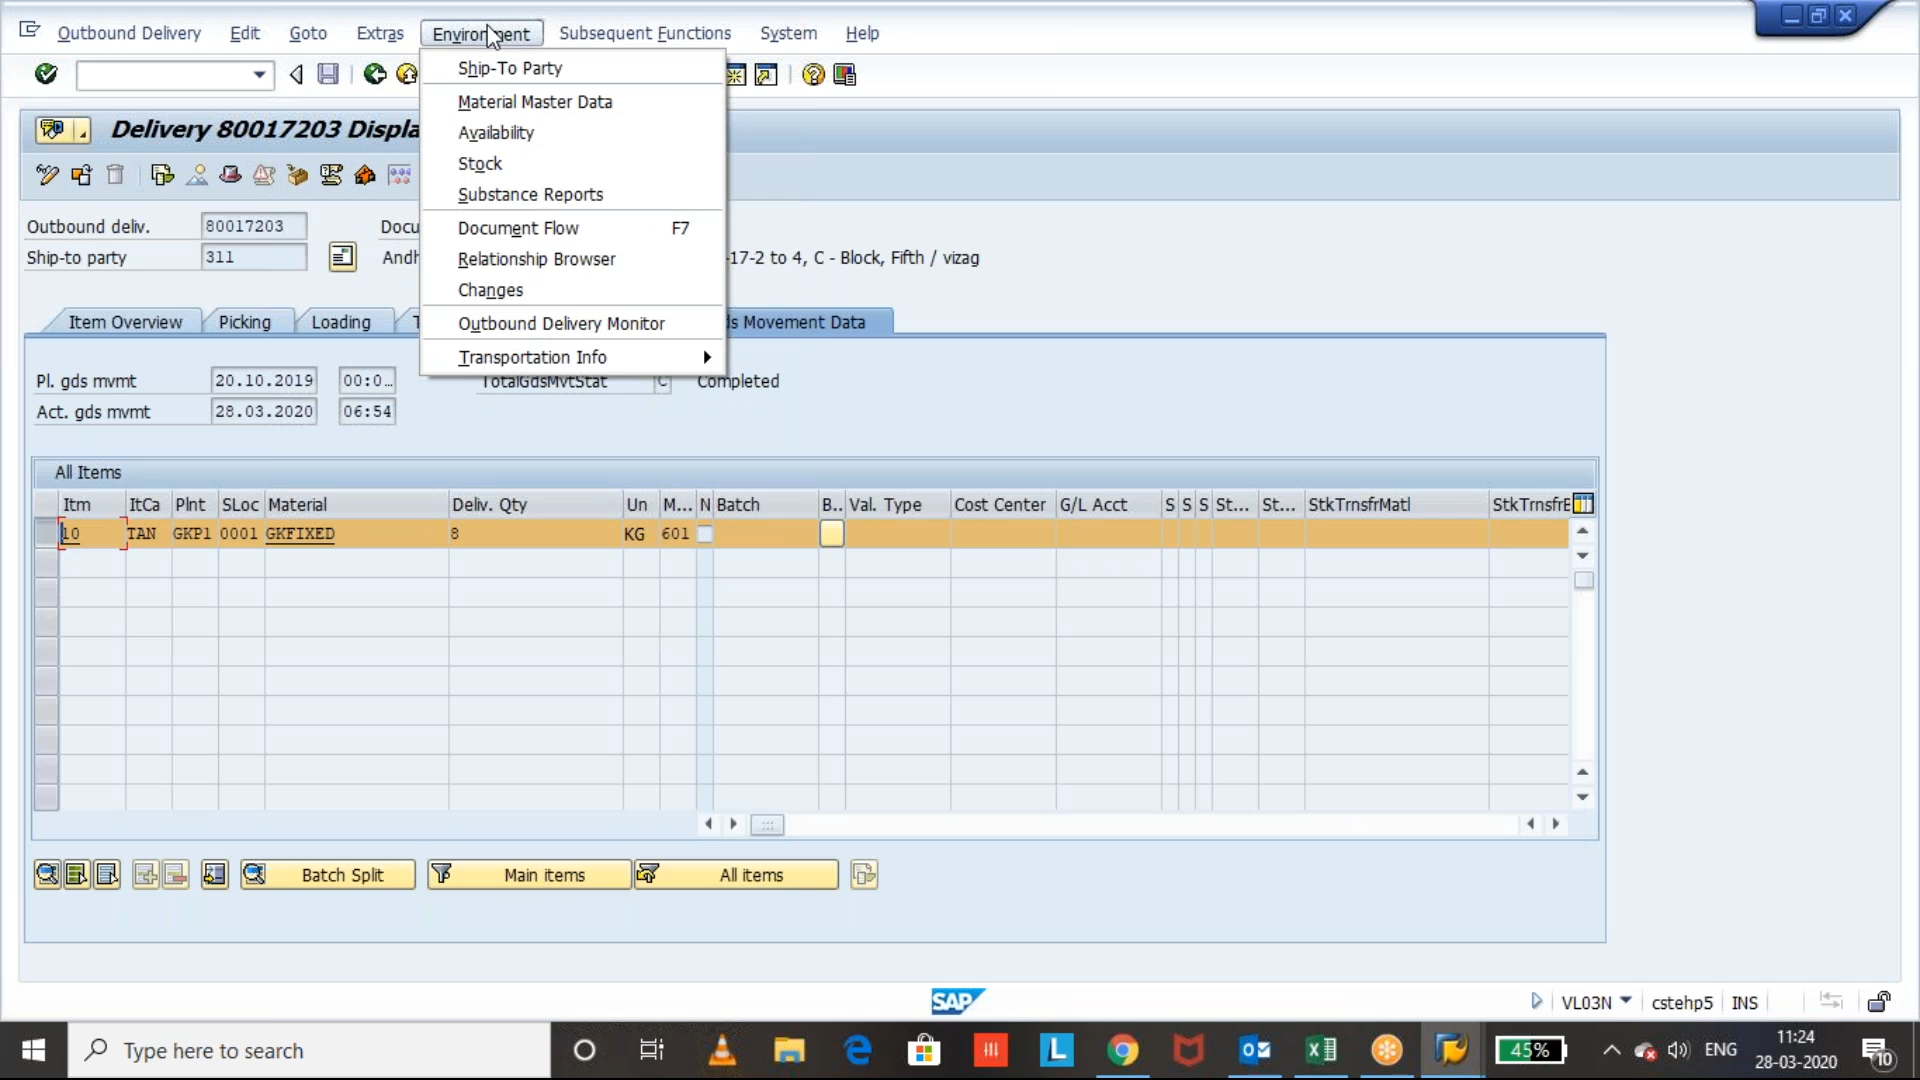 Outbound Delivery Edit Goto Extras Environment Subsequent Functions System Help
Ship-To Party
Material Master Data
Availability
Stock
Substance Reports
Document Flow F7
Relationship Browser
Changes
Outbound Delivery Monitor
Transportation Info
Delivery 80017203 Displa
Outbound deliv. 80017203 Docu
Ship-to party 311 Andh -17-2 to 4, C - Block, Fifth / vizag
Item Overview Picking Loading T ds Movement Data
Pl. gds mvmt 20.10.2019 00:0... TotalGdsMvtStat C Completed
Act. gds mvmt 28.03.2020 06:54
All Items
Itm ItCa Plnt SLoc Material Deliv. Qty Un M... N Batch B.. Val. Type Cost Center G/L Acct S S S St... St... StkTrnsfrMatl StkTrnsfrE
10 TAN GKP1 0001 GKFIXED 8 KG 601
Batch Split Main items All items
SAP
VL03N cstehp5 INS
Type here to search
L
45%
ENG
11:24
28-03-2020
10